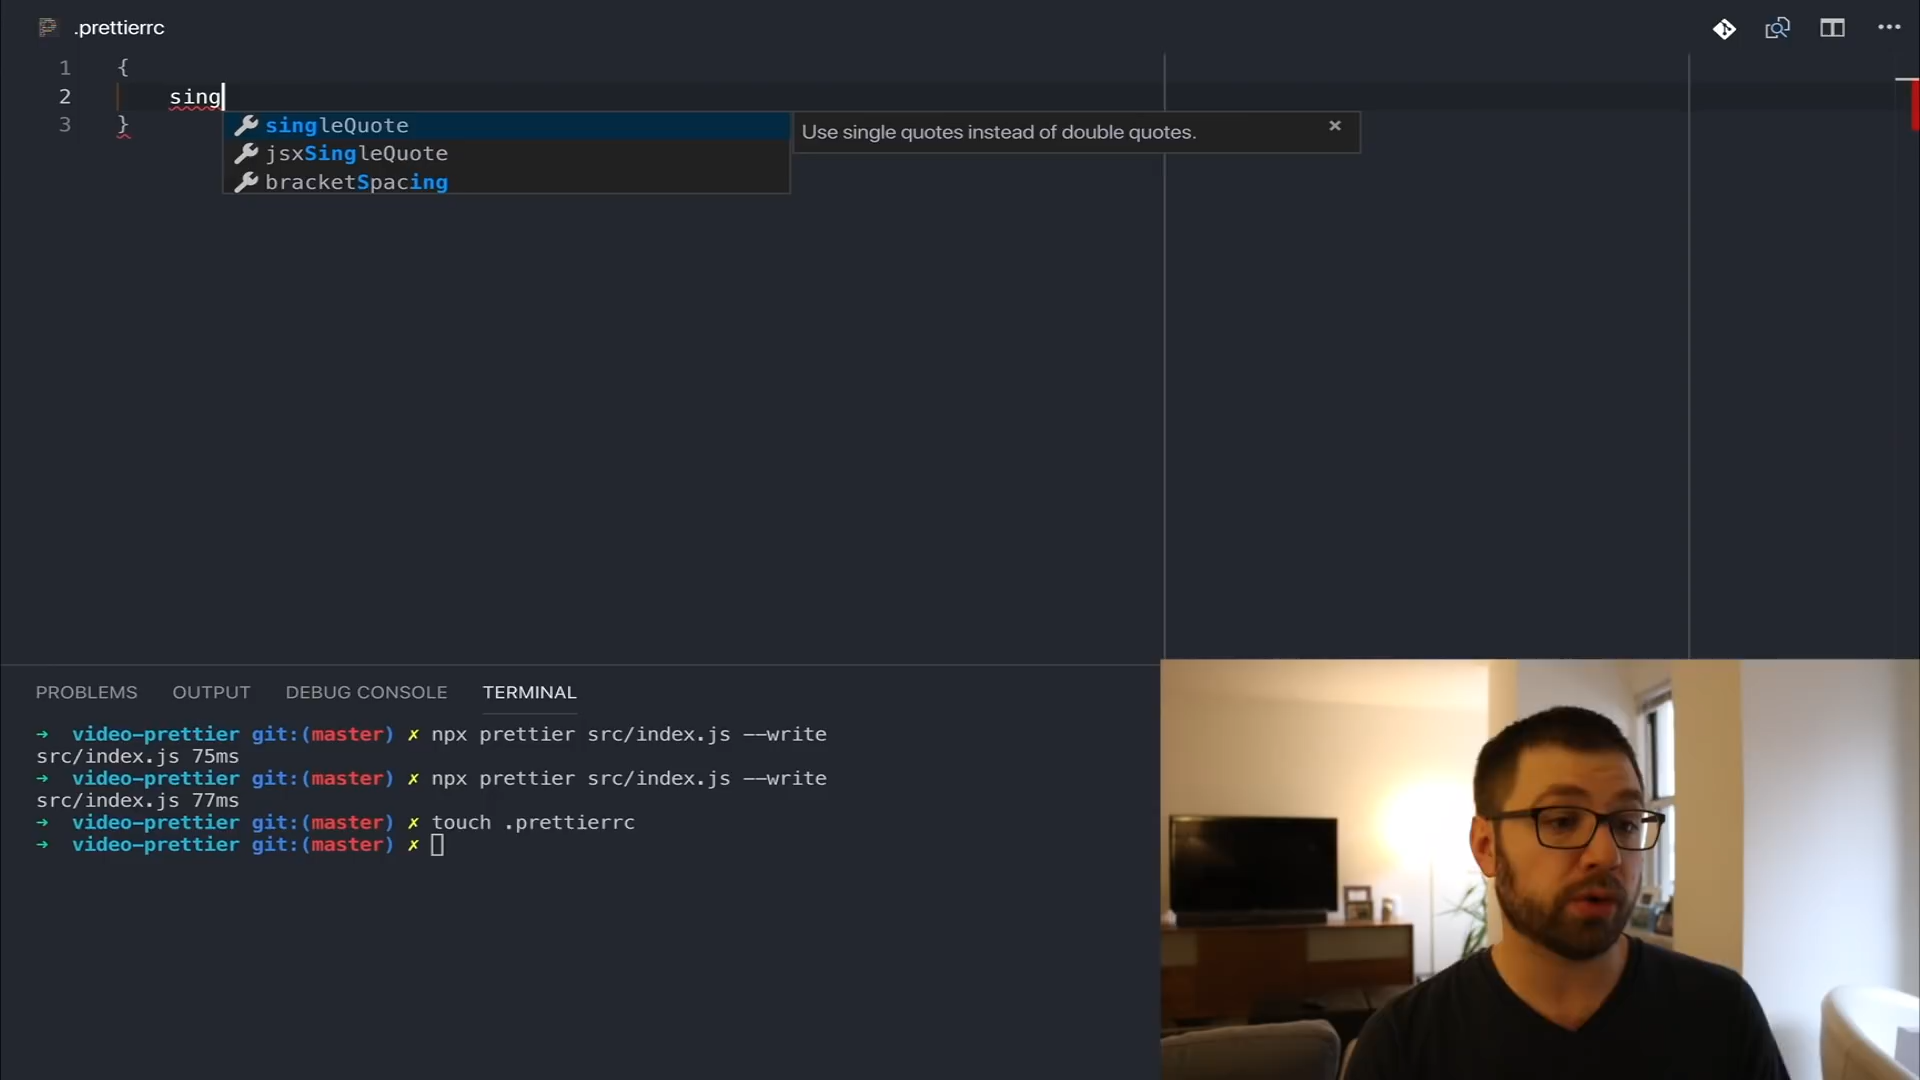 .prettierrc
1 {
2 sing
3 }
singleQuote
jsxSingleQuote
bracketSpacing
Use single quotes instead of double quotes.
PROBLEMS OUTPUT DEBUG CONSOLE TERMINAL
➜ video-prettier git:(master) ✗ npx prettier src/index.js --write
src/index.js 75ms
➜ video-prettier git:(master) ✗ npx prettier src/index.js --write
src/index.js 77ms
➜ video-prettier git:(master) ✗ touch .prettierrc
➜ video-prettier git:(master) ✗